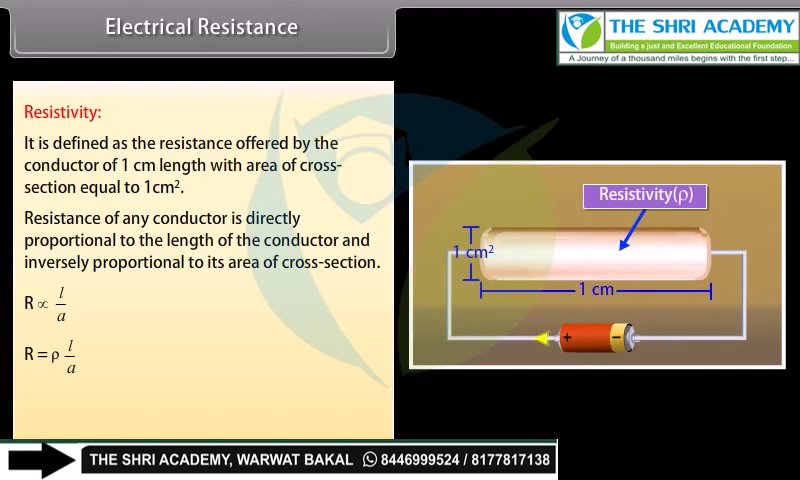 Electrical Resistance
THE SHRI ACADEMY
Building a just and Excellent Educational Foundation
A Journey of a thousand miles begins with the first step...
Resistivity:
It is defined as the resistance offered by the
conductor of 1 cm length with area of cross-
section equal to 1cm².
Resistance of any conductor is directly
proportional to the length of the conductor and
inversely proportional to its area of cross-section.
R ∝ l/a
R = ρ l/a
Resistivity(ρ)
1 cm²
1 cm
+ −
THE SHRI ACADEMY, WARWAT BAKAL 8446999524 / 8177817138